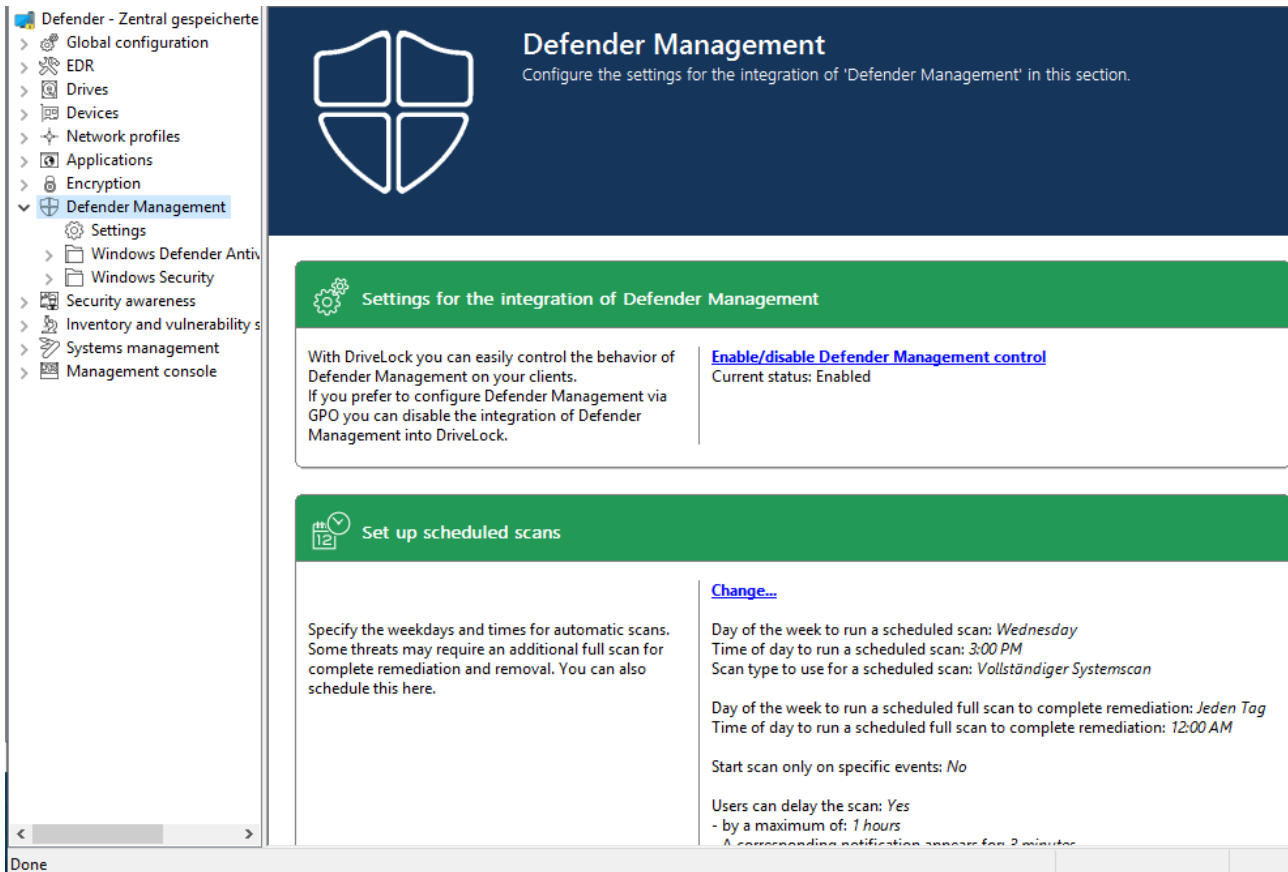 Defender - Zentral gespeicherte
Global configuration
EDR
Drives
Devices
Network profiles
Applications
Encryption
Defender Management
Settings
Windows Defender Antiv
Windows Security
Security awareness
Inventory and vulnerability s
Systems management
Management console
Defender Management
Configure the settings for the integration of 'Defender Management' in this section.
Settings for the integration of Defender Management
With DriveLock you can easily control the behavior of
Defender Management on your clients.
If you prefer to configure Defender Management via
GPO you can disable the integration of Defender
Management into DriveLock.
Enable/disable Defender Management control
Current status: Enabled
12
Set up scheduled scans
Specify the weekdays and times for automatic scans.
Some threats may require an additional full scan for
complete remediation and removal. You can also
schedule this here.
Change...
Day of the week to run a scheduled scan: Wednesday
Time of day to run a scheduled scan: 3:00 PM
Scan type to use for a scheduled scan: Vollständiger Systemscan
Day of the week to run a scheduled full scan to complete remediation: Jeden Tag
Time of day to run a scheduled full scan to complete remediation: 12:00 AM
Start scan only on specific events: No
Users can delay the scan: Yes
- by a maximum of: 1 hours
- A corresponding notification appears for: 3 minutes
Done